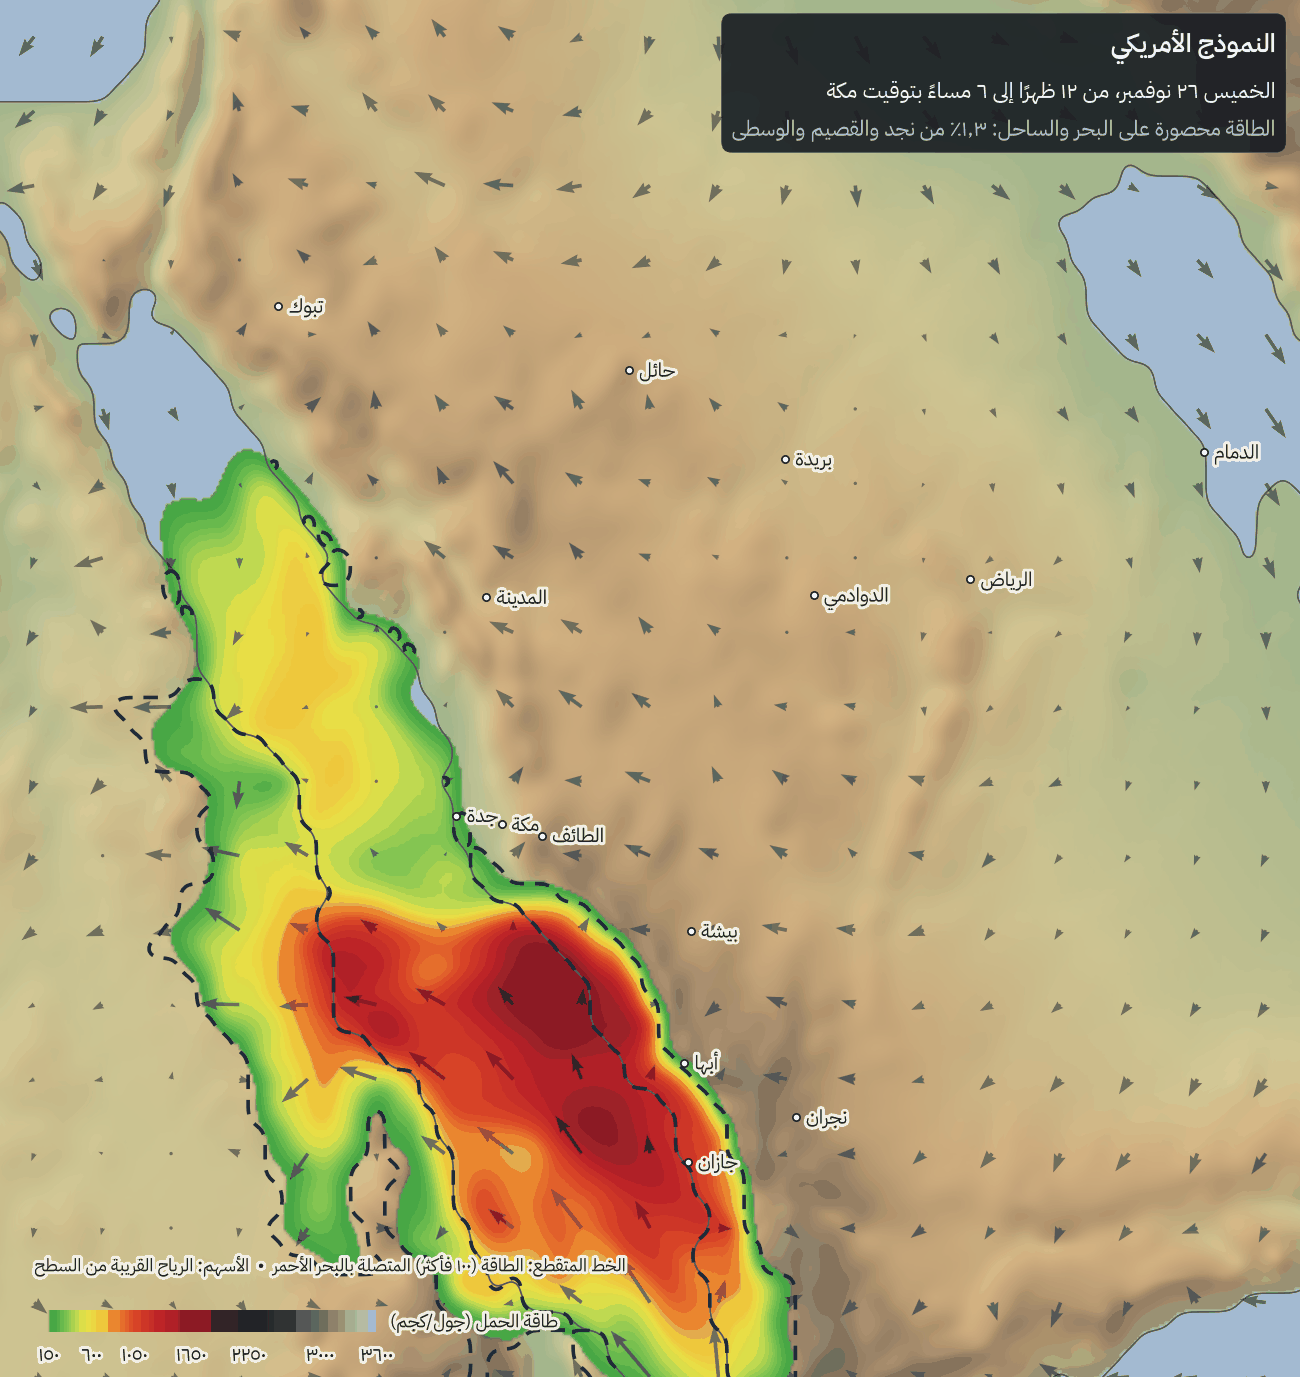 النموذج الأمريكي
الخميس ٢٦ نوفمبر، من ١٢ ظهرًا إلى ٦ مساءً بتوقيت مكة
الطاقة محصورة على البحر والساحل: ١,٣٪ من نجد والقصيم والوسطى
تبوك
حائل
الدمام
بريدة
الرياض
الدوادمي
المدينة
جدة
مكة
الطائف
بيشة
أبها
نجران
جازان
الخط المتقطع: الطاقة (١٠٠ فأكثر) المتصلة بالبحر الأحمر • الأسهم: الرياح القريبة من السطح
طاقة الحمل (جول/كجم)
١٥٠ ٦٠٠ ١٠٥٠ ١٦٥٠ ٢٢٥٠ ٣٠٠٠ ٣٦٠٠